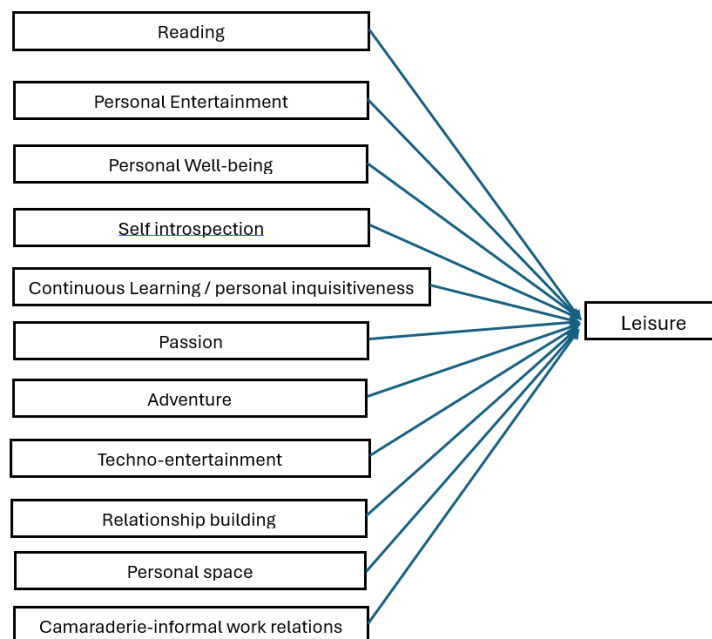 Reading
Personal Entertainment
Personal Well-being
Self introspection
Continuous Learning / personal inquisitiveness
Leisure
Passion
Adventure
Techno-entertainment
Relationship building
Personal space
Camaraderie-informal work relations